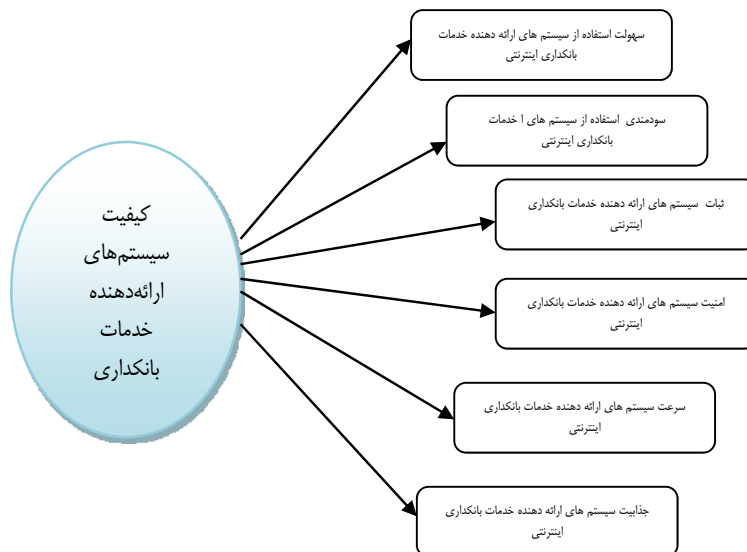 سهولت استفاده از سیستم های ارائه دهنده خدمات
بانکداری اینترنتی
سودمندی استفاده از سیستم های ا خدمات
بانکداری اینترنتی
ثبات سیستم های ارائه دهنده خدمات بانکداری
اینترنتی
کیفیت
سیستم‌های
ارائه‌دهنده
خدمات
بانکداری
امنیت سیستم های ارائه دهنده خدمات بانکداری
اینترنتی
سرعت سیستم های ارائه دهنده خدمات بانکداری
اینترنتی
جذابیت سیستم های ارائه دهنده خدمات بانکداری
اینترنتی